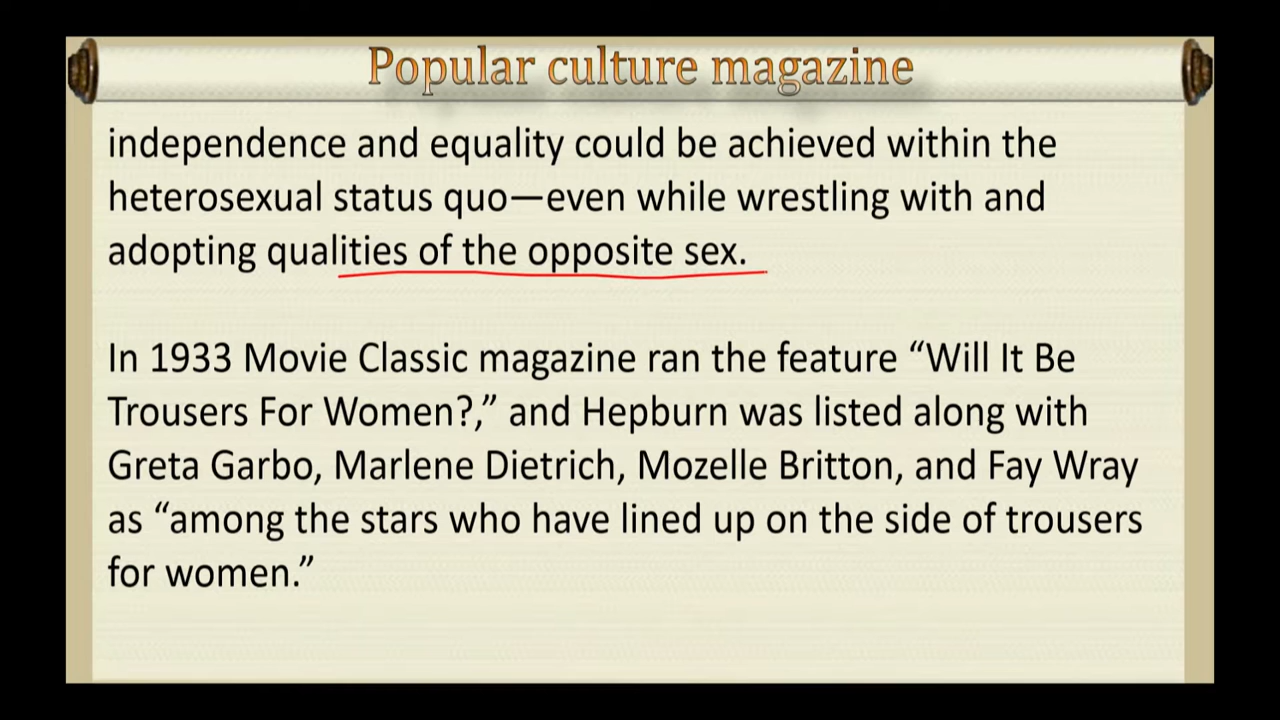 Popular culture magazine
independence and equality could be achieved within the
heterosexual status quo—even while wrestling with and
adopting qualities of the opposite sex.
In 1933 Movie Classic magazine ran the feature “Will It Be
Trousers For Women?,” and Hepburn was listed along with
Greta Garbo, Marlene Dietrich, Mozelle Britton, and Fay Wray
as “among the stars who have lined up on the side of trousers
for women.”